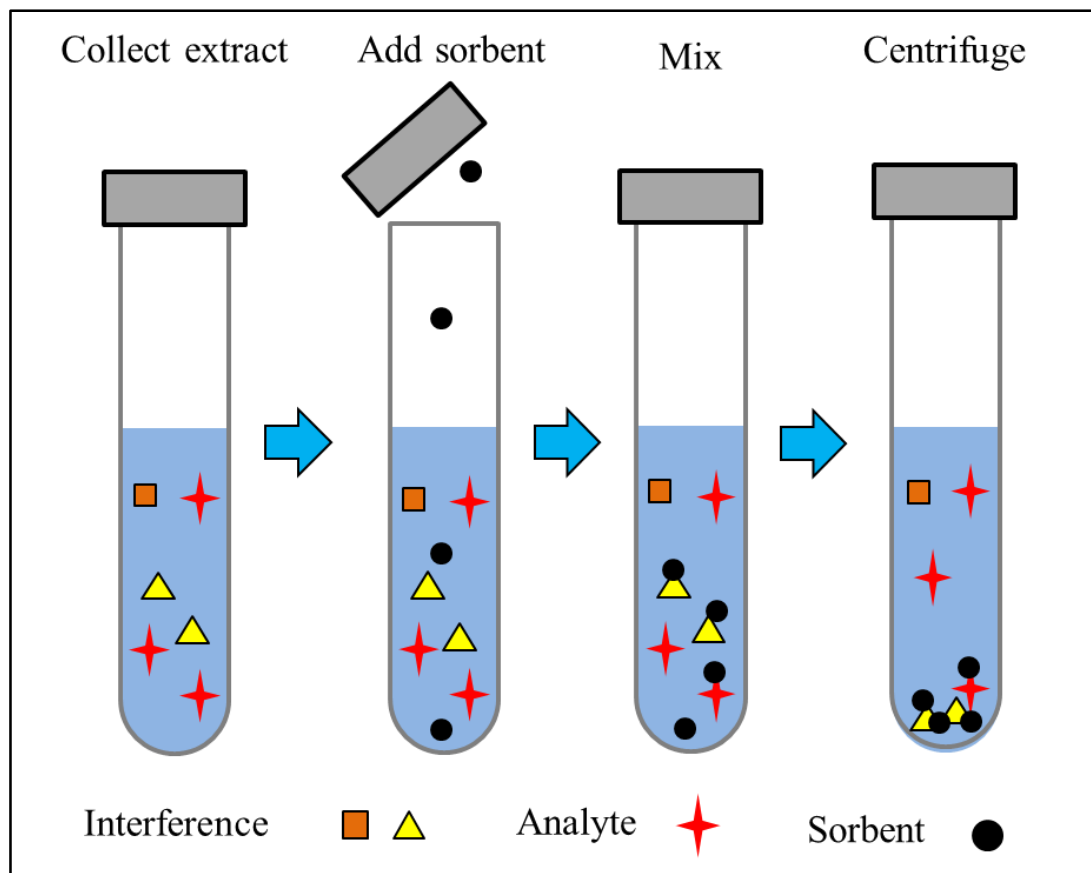 Collect extract Add sorbent Mix Centrifuge
Interference Analyte Sorbent